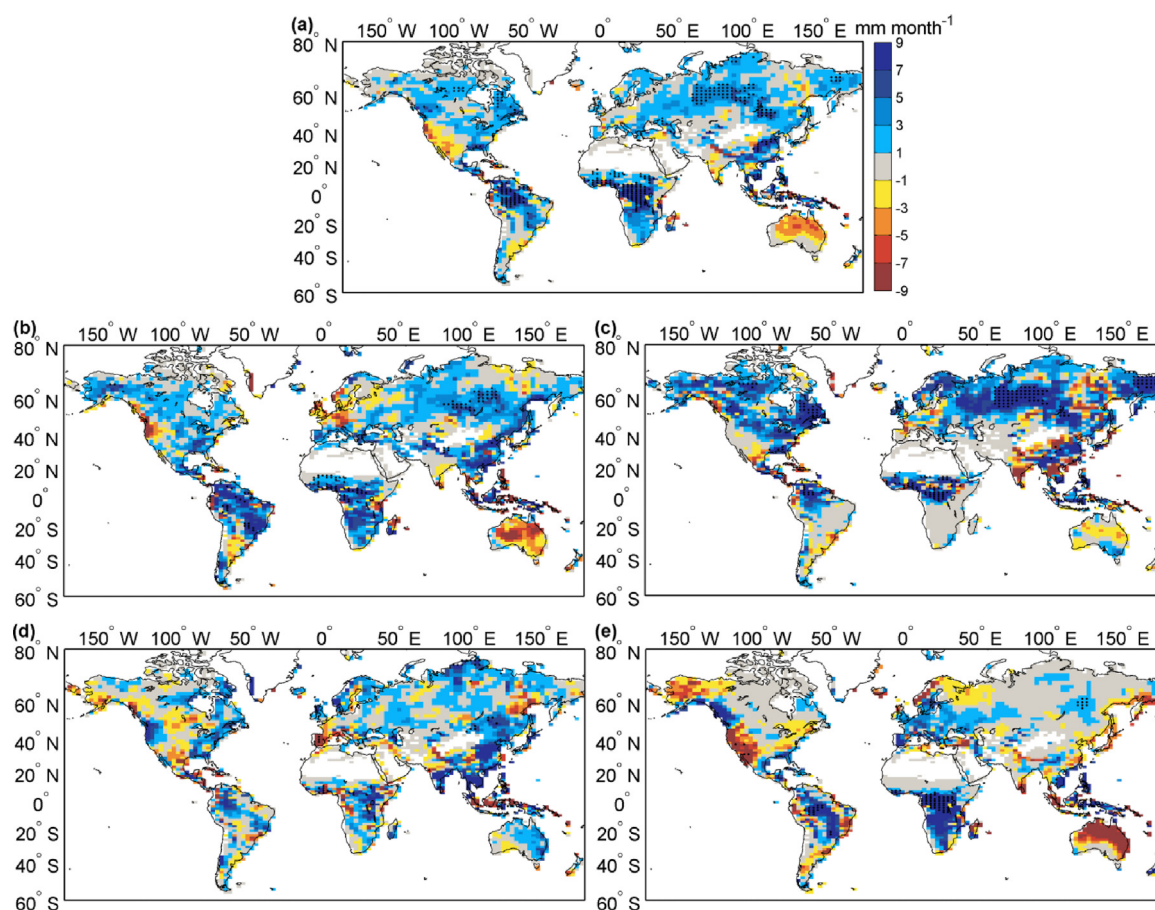 (a) 150° W 100° W 50° W 0° 50° E 100° E 150° E mm month-1
80° N
60° N
40° N
20° N
0°
20° S
40° S
60° S
9
7
5
3
1
-1
-3
-5
-7
-9
(b) 150° W 100° W 50° W 0° 50° E 100° E 150° E
80° N
60° N
40° N
20° N
0°
20° S
40° S
60° S
(c) 150° W 100° W 50° W 0° 50° E 100° E 150° E
80° N
60° N
40° N
20° N
0°
20° S
40° S
60° S
(d) 150° W 100° W 50° W 0° 50° E 100° E 150° E
80° N
60° N
40° N
20° N
0°
20° S
40° S
60° S
(e) 150° W 100° W 50° W 0° 50° E 100° E 150° E
80° N
60° N
40° N
20° N
0°
20° S
40° S
60° S